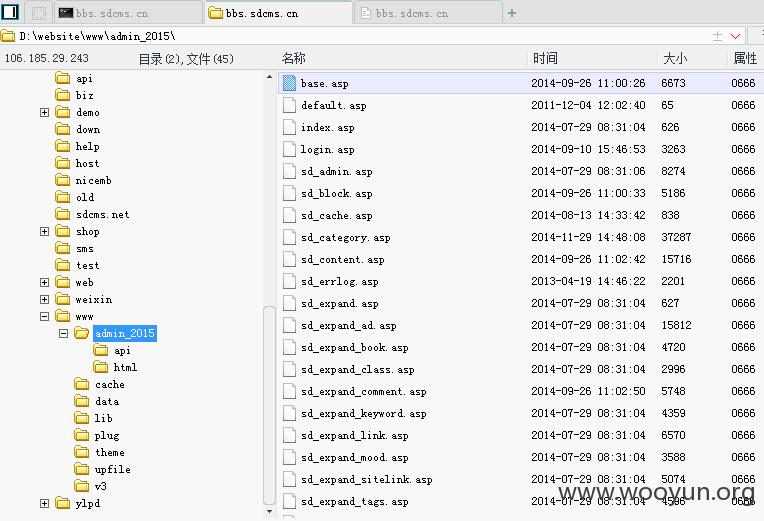 bbs.sdcms.cn bbs.sdcms.cn bbs.sdcms.cn +
D:\website\www\admin_2015\
106.185.29.243 目录(2),文件(45) 名称 时间 大小 属性
api
biz
demo
down
help
host
nicemb
old
sdcms.net
shop
sms
test
web
weixin
www
admin_2015
api
html
cache
data
lib
plug
theme
upfile
v3
ylpd
base.asp 2014-09-26 11:00:26 6673 0666
default.asp 2011-12-04 12:02:40 65 0666
index.asp 2014-07-29 08:31:04 626 0666
login.asp 2014-09-10 15:46:53 3263 0666
sd_admin.asp 2014-07-29 08:31:06 8274 0666
sd_block.asp 2014-09-26 11:00:33 5186 0666
sd_cache.asp 2014-08-13 14:33:42 838 0666
sd_category.asp 2014-11-29 14:48:08 37287 0666
sd_content.asp 2014-09-26 11:02:42 15716 0666
sd_errlog.asp 2013-04-19 14:46:22 2201 0666
sd_expand.asp 2014-07-29 08:31:04 627 0666
sd_expand_ad.asp 2014-07-29 08:31:04 15812 0666
sd_expand_book.asp 2014-07-29 08:31:04 4720 0666
sd_expand_class.asp 2014-07-29 08:31:04 2996 0666
sd_expand_comment.asp 2014-09-26 11:02:50 5748 0666
sd_expand_keyword.asp 2014-07-29 08:31:04 4359 0666
sd_expand_link.asp 2014-07-29 08:31:04 6570 0666
sd_expand_mood.asp 2014-07-29 08:31:04 3588 0666
sd_expand_sitelink.asp 2014-07-29 08:31:04 5074 0666
sd_expand_tags.asp 2014-07-29 08:31:04 4596 0666
www.wooyun.org